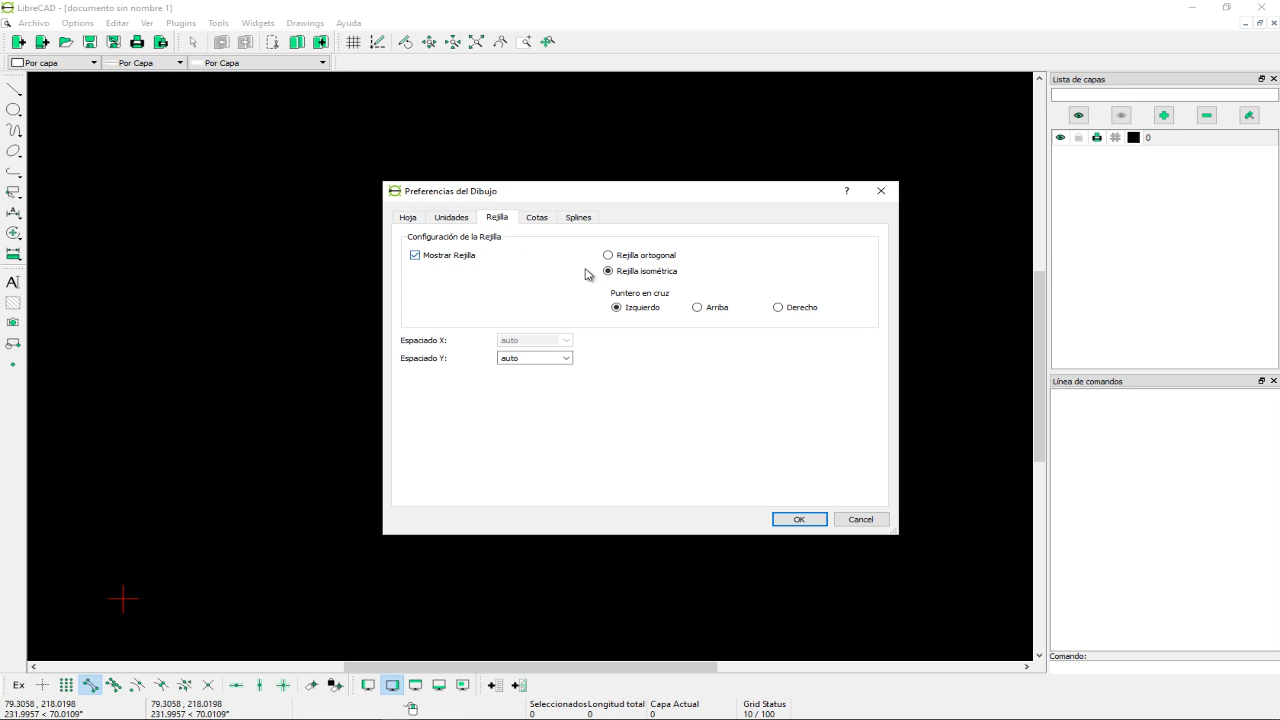 LibreCAD - [documento sin nombre 1]
Archivo Options Editar Ver Plugins Tools Widgets Drawings Ayuda
Por capa Por Capa Por Capa
Lista de capas
0
Preferencias del Dibujo
Hoja Unidades Rejilla Cotas Splines
Configuración de la Rejilla
Mostrar Rejilla Rejilla ortogonal
Rejilla isométrica
Puntero en cruz
Izquierdo Arriba Derecho
Espaciado X: auto
Espaciado Y: auto
OK Cancel
Línea de comandos
Comando:
Ex
79.3058 , 218.0198 79.3058 , 218.0198 Seleccionados Longitud total Capa Actual Grid Status
231.9957 < 70.0109° 231.9957 < 70.0109° 0 0 0 10 / 100